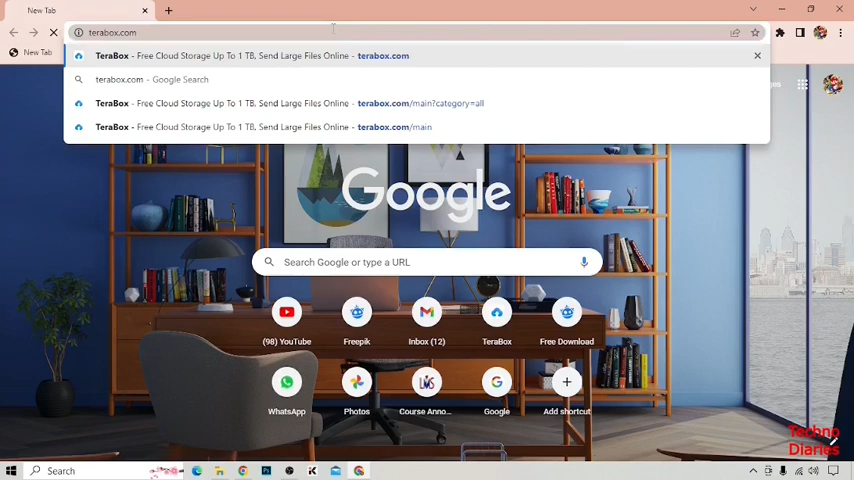 New Tab
terabox.com
New Tab
TeraBox - Free Cloud Storage Up To 1 TB, Send Large Files Online - terabox.com
terabox.com - Google Search
TeraBox - Free Cloud Storage Up To 1 TB, Send Large Files Online - terabox.com/main?category=all
TeraBox - Free Cloud Storage Up To 1 TB, Send Large Files Online - terabox.com/main
Google
Search Google or type a URL
(98) YouTube
Freepik
Inbox (12)
TeraBox
Free Download
WhatsApp
Photos
Course Anno...
Google
Add shortcut
Techno
Diaries
Search